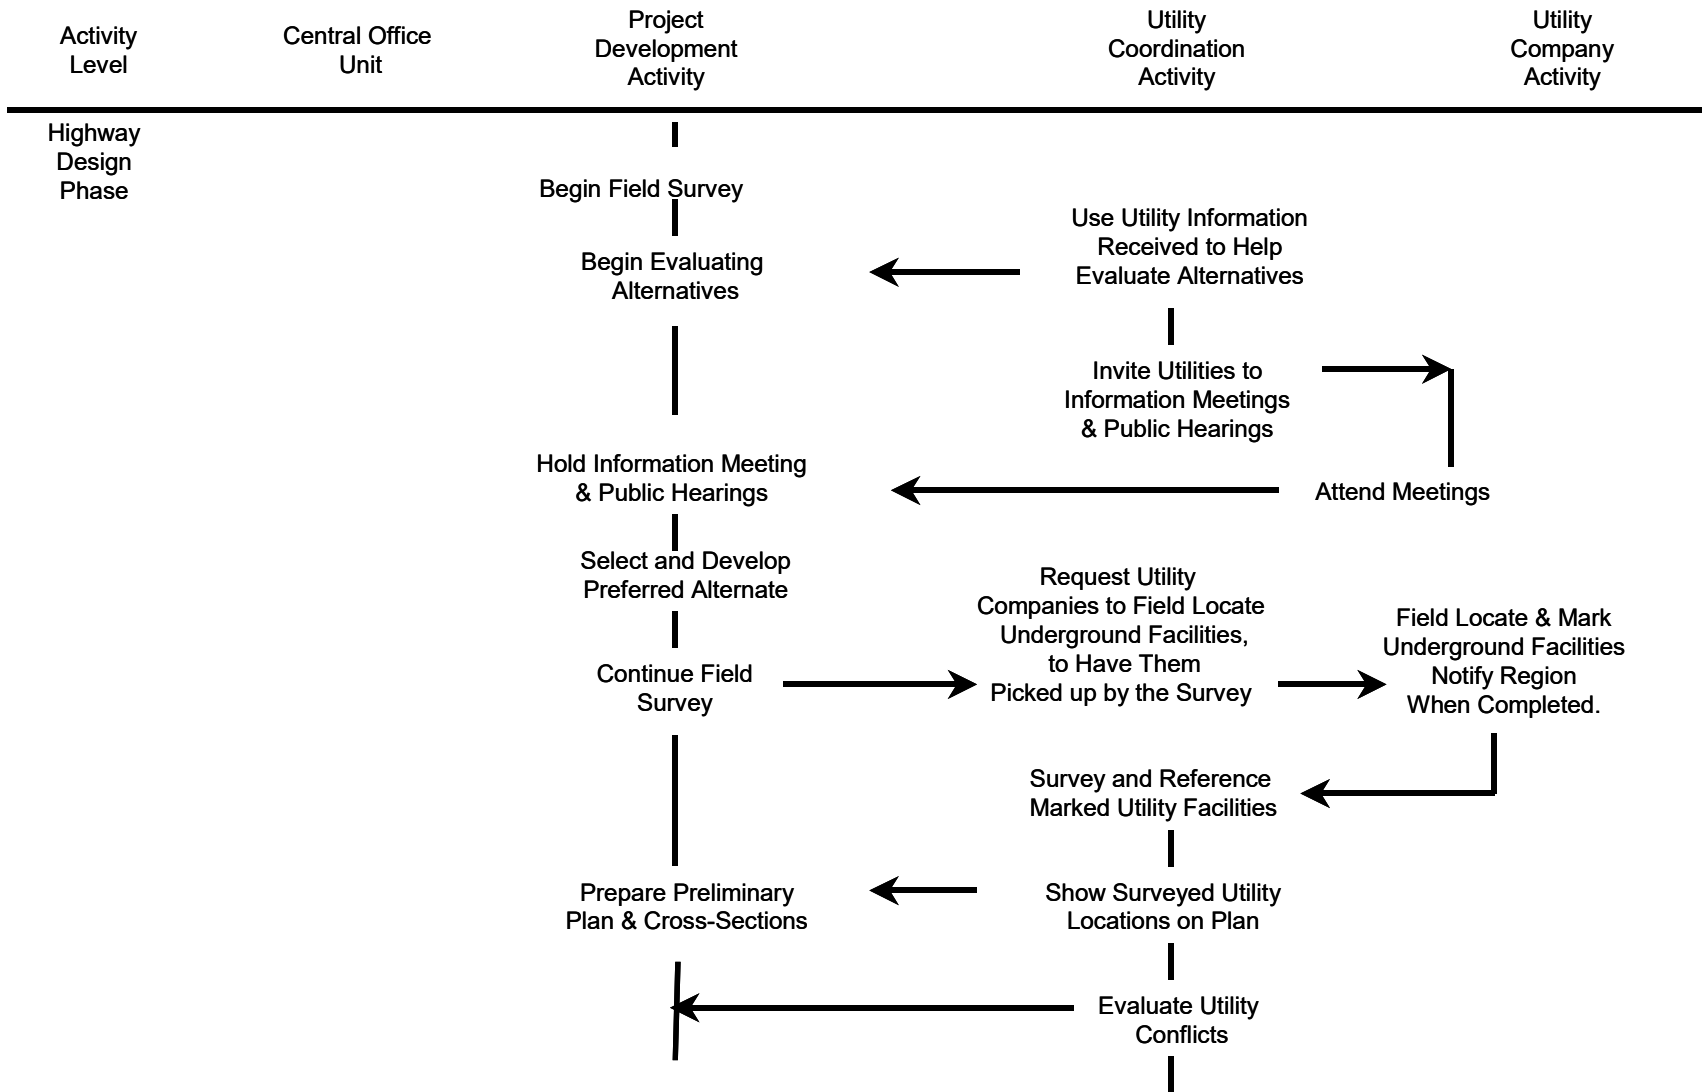 Activity
Level
Central Office
Unit
Project
Development
Activity
Utility
Coordination
Activity
Utility
Company
Activity
Highway
Design
Phase
Begin Field Survey
Use Utility Information
Received to Help
Evaluate Alternatives
Begin Evaluating
Alternatives
Invite Utilities to
Information Meetings
& Public Hearings
Hold Information Meeting
& Public Hearings
Attend Meetings
Select and Develop
Preferred Alternate
Request Utility
Companies to Field Locate
Underground Facilities,
to Have Them
Picked up by the Survey
Field Locate & Mark
Underground Facilities
Notify Region
When Completed.
Continue Field
Survey
Survey and Reference
Marked Utility Facilities
Prepare Preliminary
Plan & Cross-Sections
Show Surveyed Utility
Locations on Plan
Evaluate Utility
Conflicts